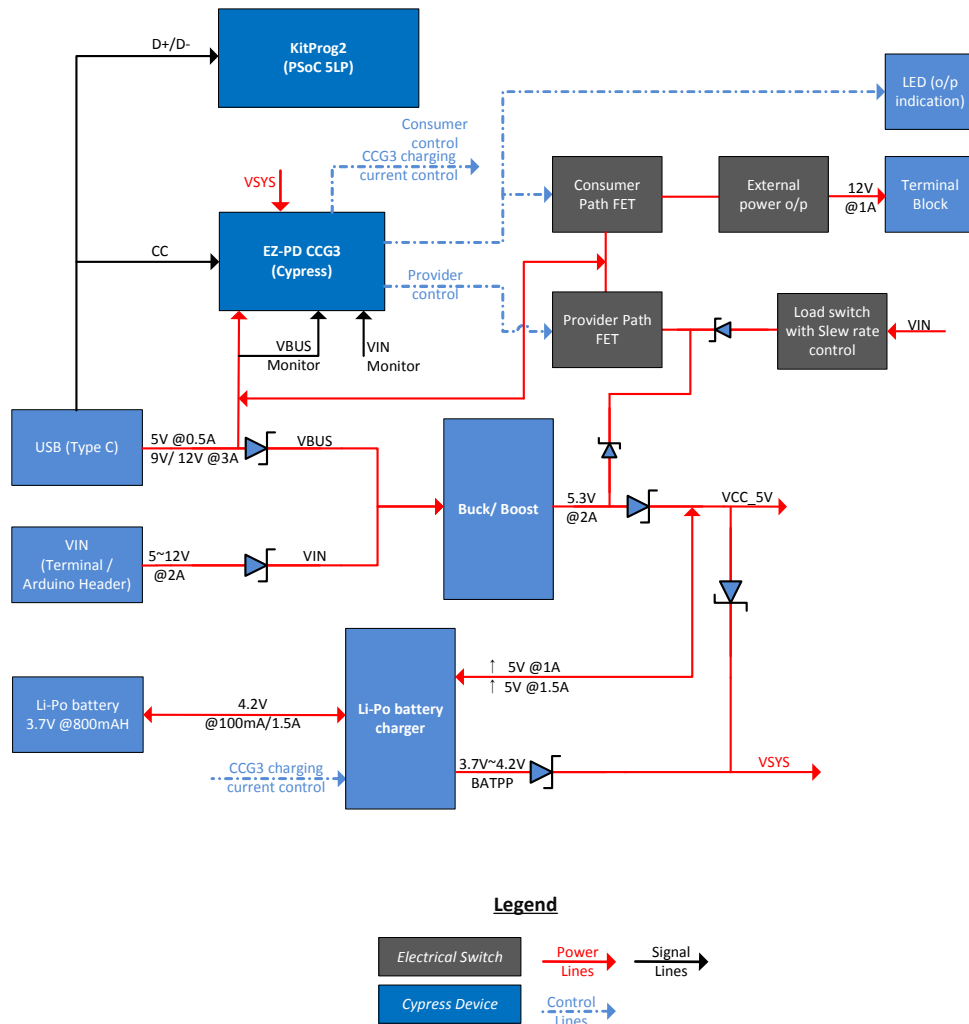 D+/D-
KitProg2
(PSoC 5LP)
LED (o/p
indication)
Consumer
control
CCG3 charging
current control
VSYS
Consumer
Path FET
External
power o/p
12V
@1A
Terminal
Block
CC
EZ-PD CCG3
(Cypress)
Provider
control
Provider Path
FET
Load switch
with Slew rate
control
VIN
VBUS
Monitor
VIN
Monitor
USB (Type C)
5V @0.5A
9V/ 12V @3A
VBUS
Buck/ Boost
5.3V
@2A
VCC_5V
VIN
(Terminal /
Arduino Header)
5~12V
@2A
VIN
↑ 5V @1A
↑ 5V @1.5A
Li-Po battery
3.7V @800mAH
4.2V
@100mA/1.5A
Li-Po battery
charger
CCG3 charging
current control
3.7V~4.2V
BATPP
VSYS
Legend
Electrical Switch
Power
Lines
Signal
Lines
Cypress Device
Control
Lines